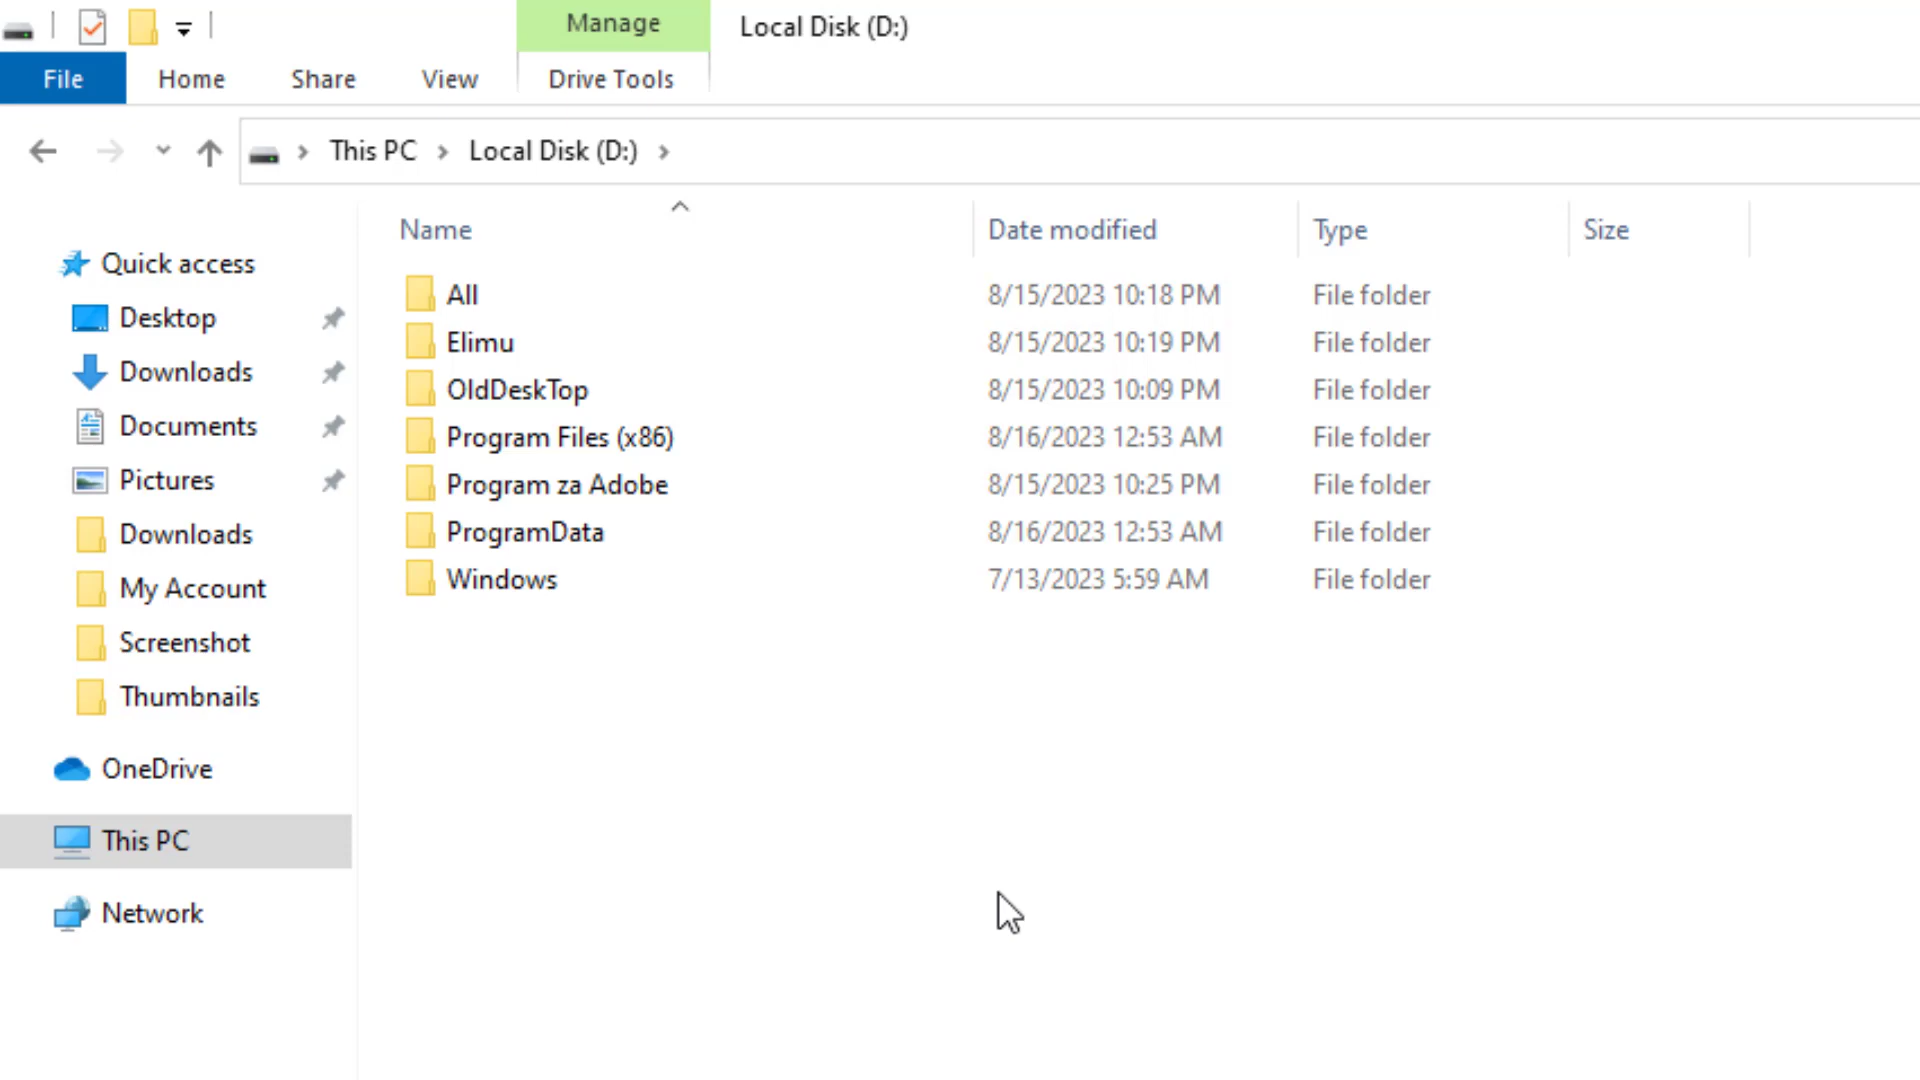 Manage
Local Disk (D:)
File
Home
Share
View
Drive Tools
This PC
Local Disk (D:)
Name
Date modified
Type
Size
Quick access
Desktop
Downloads
Documents
Pictures
Downloads
My Account
Screenshot
Thumbnails
OneDrive
This PC
Network
All 8/15/2023 10:18 PM File folder
Elimu 8/15/2023 10:19 PM File folder
OldDeskTop 8/15/2023 10:09 PM File folder
Program Files (x86) 8/16/2023 12:53 AM File folder
Program za Adobe 8/15/2023 10:25 PM File folder
ProgramData 8/16/2023 12:53 AM File folder
Windows 7/13/2023 5:59 AM File folder